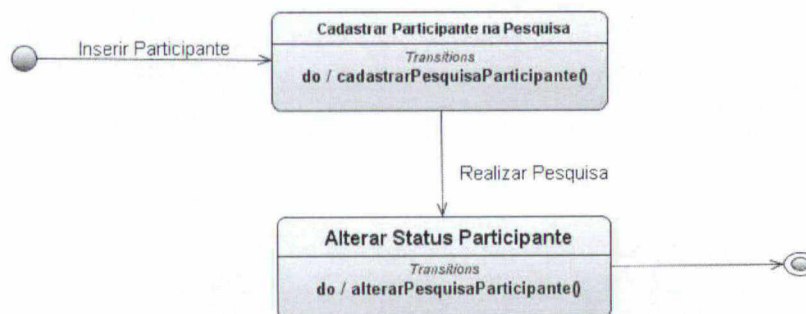 Cadastrar Participante na Pesquisa
Inserir Participante
Transitions
do / cadastrarPesquisaParticipante()
Realizar Pesquisa
Alterar Status Participante
Transitions
do / alterarPesquisaParticipante()